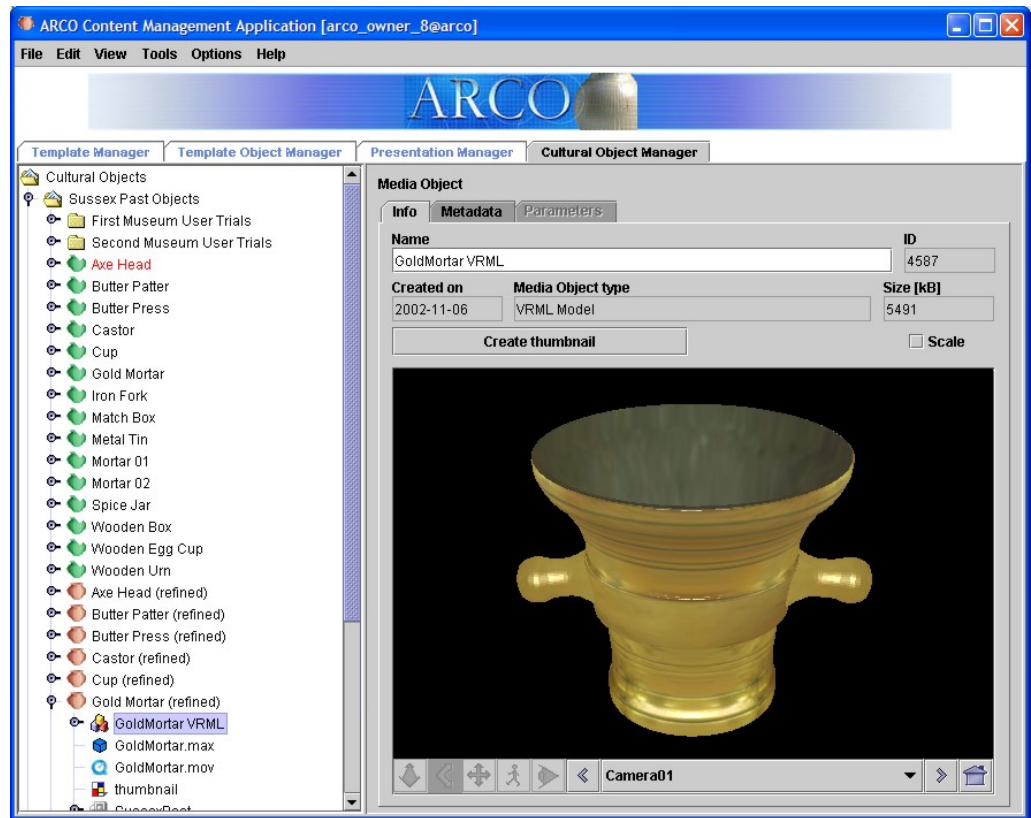 ARCO Content Management Application [arco_owner_8@arco]
File Edit View Tools Options Help
ARCO
Template Manager Template Object Manager Presentation Manager Cultural Object Manager
Cultural Objects
Sussex Past Objects
First Museum User Trials
Second Museum User Trials
Axe Head
Butter Patter
Butter Press
Castor
Cup
Gold Mortar
Iron Fork
Match Box
Metal Tin
Mortar 01
Mortar 02
Spice Jar
Wooden Box
Wooden Egg Cup
Wooden Urn
Axe Head (refined)
Butter Patter (refined)
Butter Press (refined)
Castor (refined)
Cup (refined)
Gold Mortar (refined)
GoldMortar VRML
GoldMortar.max
GoldMortar.mov
thumbnail
Media Object
Info Metadata Parameters
Name ID
GoldMortar VRML 4587
Created on Media Object type Size [kB]
2002-11-06 VRML Model 5491
Create thumbnail Scale
Camera01